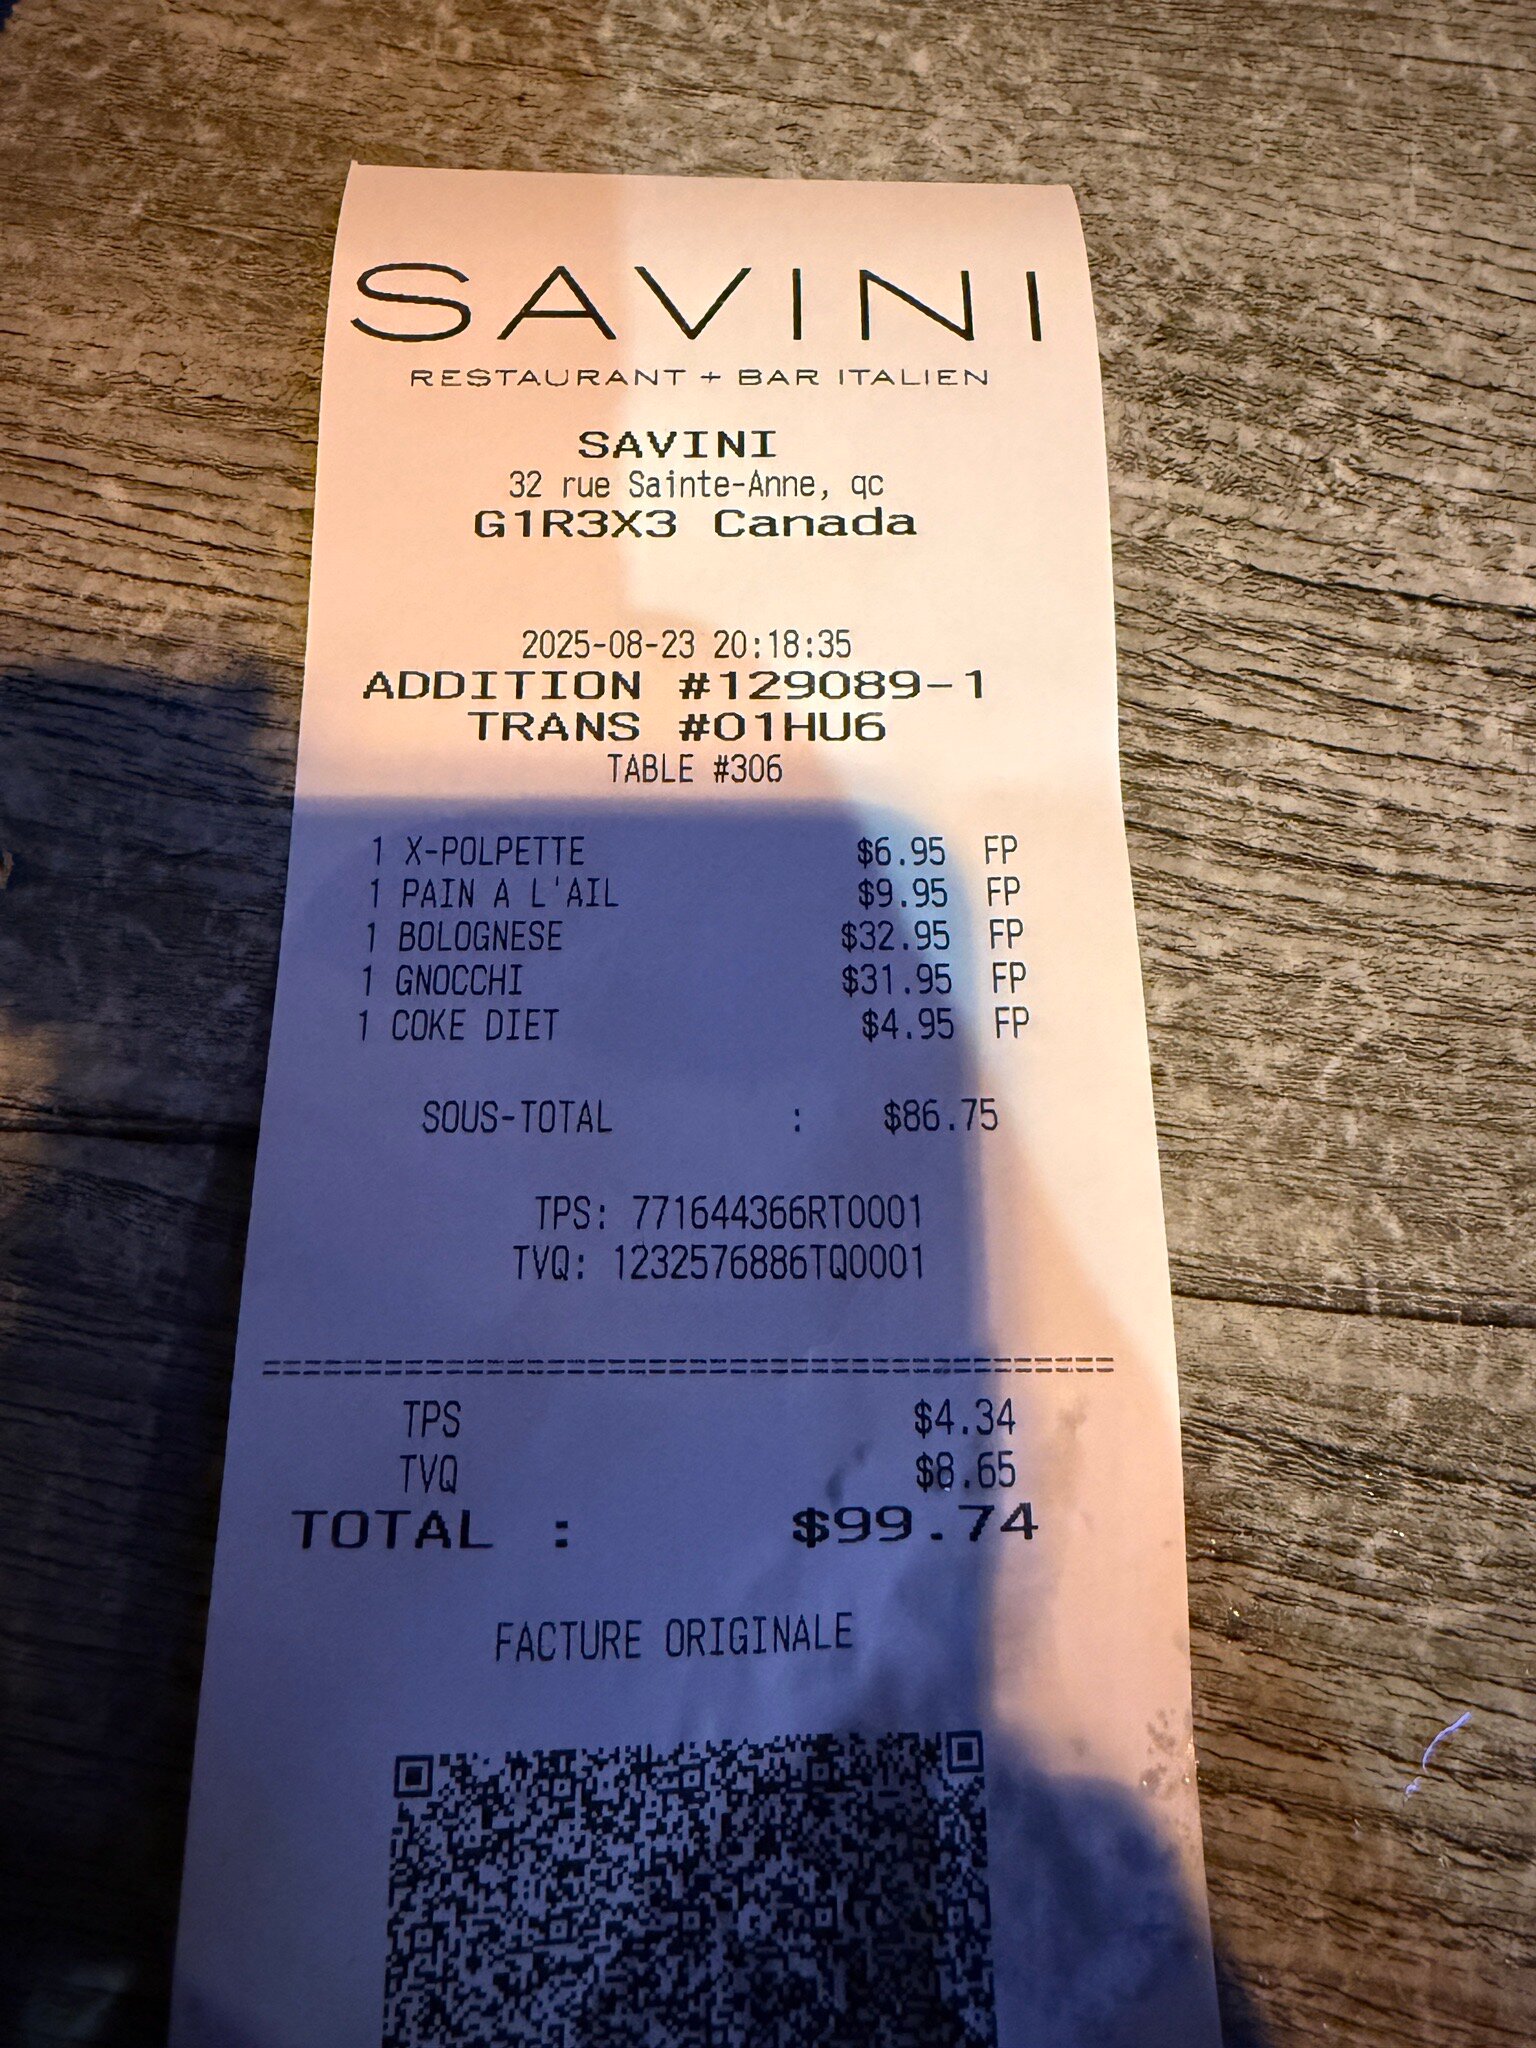 SAVINI
RESTAURANT + BAR ITALIEN
SAVINI
32 rue Sainte-Anne, qc
G1R3X3 Canada
2025-08-23 20:18:35
ADDITION #129089-1
TRANS #01HU6
TABLE #306
1 X-POLPETTE $6.95 FP
1 PAIN A L'AIL $9.95 FP
1 BOLOGNESE $32.95 FP
1 GNOCCHI $31.95 FP
1 COKE DIET $4.95 FP
SOUS-TOTAL : $86.75
TPS: 771644366RT0001
TVQ: 1232576886TQ0001
==========================================
TPS $4.34
TVQ $8.65
TOTAL : $99.74
FACTURE ORIGINALE